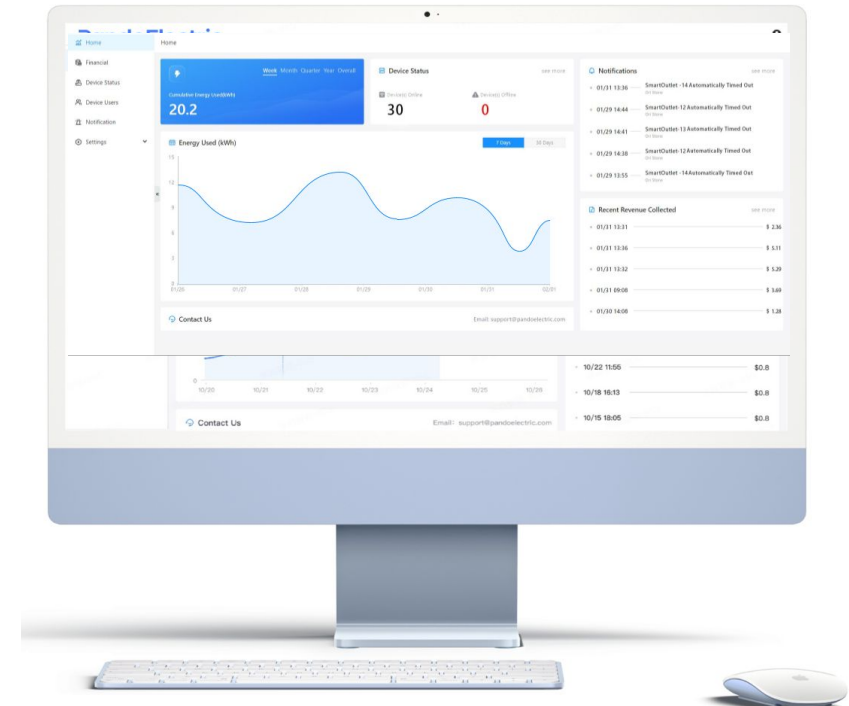 Home
Financial
Device Status
Device Users
Notification
Settings
Home
Week Month Quarter Year Overall
Cumulative Energy Used(kWh)
20.2
Device Status see more
Device(s) Online
30
Device(s) Offline
0
Energy Used (kWh)
7 Days 30 Days
15
12
9
6
3
0
01/26 01/27 01/28 01/29 01/30 01/31 02/01
Contact Us Email: support@pandoelectric.com
Notifications see more
01/31 13:36 SmartOutlet -14 Automatically Timed Out
01/29 14:44 SmartOutlet-12 Automatically Timed Out
01/29 14:41 SmartOutlet-13 Automatically Timed Out
01/29 14:38 SmartOutlet-12 Automatically Timed Out
01/29 13:55 SmartOutlet -14 Automatically Timed Out
Recent Revenue Collected see more
01/31 13:31 $ 2.36
01/31 13:36 $ 5.11
01/31 13:32 $ 5.29
01/31 09:08 $ 3.69
01/30 14:08 $ 1.28
0
10/20 10/21 10/22 10/23 10/24 10/25 10/26
Contact Us Email: support@pandoelectric.com
10/22 11:55 $0.8
10/18 16:13 $0.8
10/15 18:05 $0.8